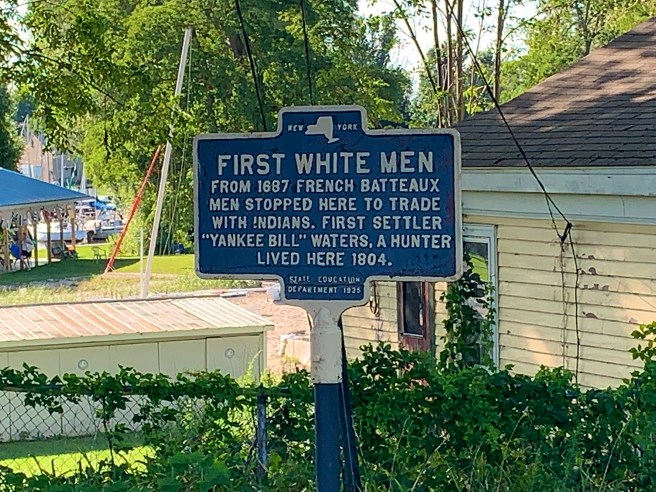 NEW YORK
FIRST WHITE MEN
FROM 1687 FRENCH BATTEAUX
MEN STOPPED HERE TO TRADE
WITH INDIANS. FIRST SETTLER
"YANKEE BILL" WATERS, A HUNTER
LIVED HERE 1804.
STATE EDUCATION
DEPARTMENT 1935